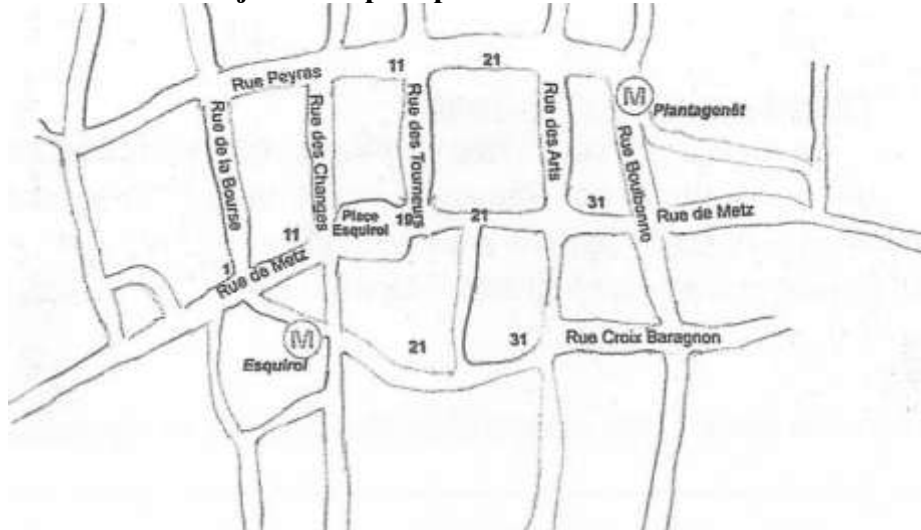 11
21
Rue Peyras
M
Plantagenêt
Rue de la Bourse
Rue des Changes
Rue des Tourneurs
Rue des Arts
Rue Boulbonne
Plaçe
Esquirol
19
21
31
Rue de Metz
11
1
Rue de Metz
M
Esquirol
21
31
Rue Croix Baragnon